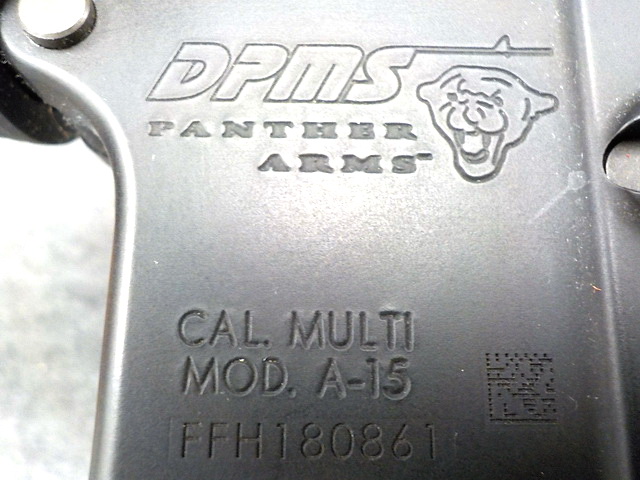 DPMS
PANTHER
ARMS
CAL. MULTI
MOD. A-15
FFH180861